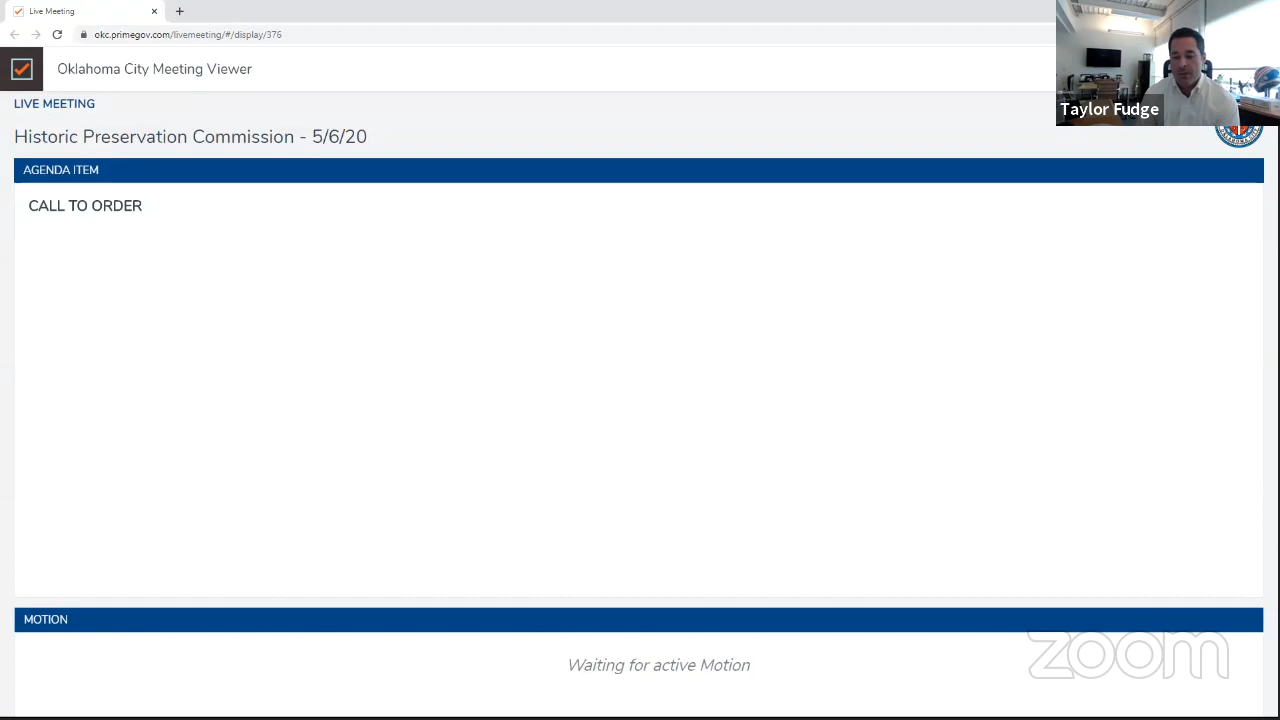 Live Meeting
okc.primegov.com/livemeeting/#/display/376
Oklahoma City Meeting Viewer
Taylor Fudge
LIVE MEETING
Historic Preservation Commission - 5/6/20
AGENDA ITEM
CALL TO ORDER
MOTION
Waiting for active Motion
zoom